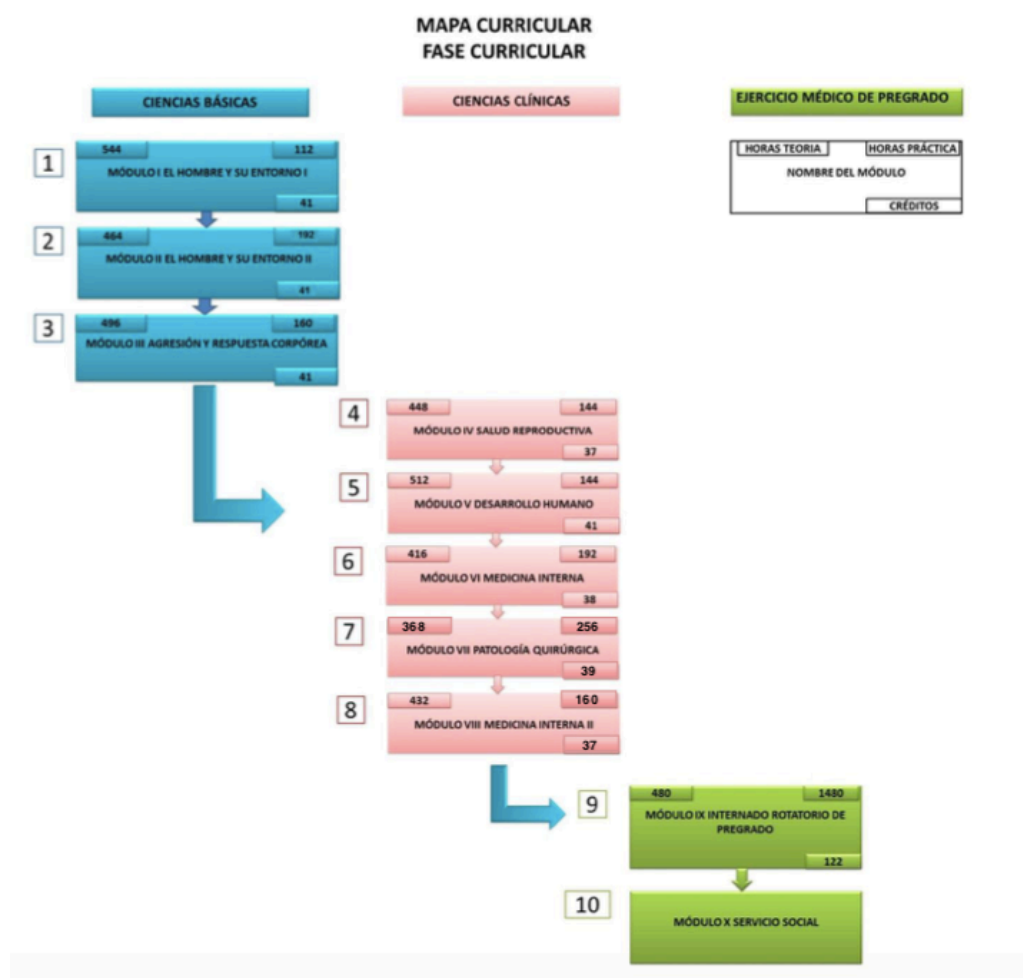 MAPA CURRICULAR
FASE CURRICULAR
CIENCIAS BÁSICAS
CIENCIAS CLÍNICAS
EJERCICIO MÉDICO DE PREGRADO
HORAS TEORIA
HORAS PRÁCTICA
NOMBRE DEL MÓDULO
CRÉDITOS
1
544
112
MÓDULO I EL HOMBRE Y SU ENTORNO I
41
2
464
192
MÓDULO II EL HOMBRE Y SU ENTORNO II
41
3
496
160
MÓDULO III AGRESIÓN Y RESPUESTA CORPÓREA
41
4
448
144
MÓDULO IV SALUD REPRODUCTIVA
37
5
512
144
MÓDULO V DESARROLLO HUMANO
41
6
416
192
MÓDULO VI MEDICINA INTERNA
38
7
368
256
MÓDULO VII PATOLOGÍA QUIRÚRGICA
39
8
432
160
MÓDULO VIII MEDICINA INTERNA II
37
9
480
1480
MÓDULO IX INTERNADO ROTATORIO DE
PREGRADO
122
10
MÓDULO X SERVICIO SOCIAL